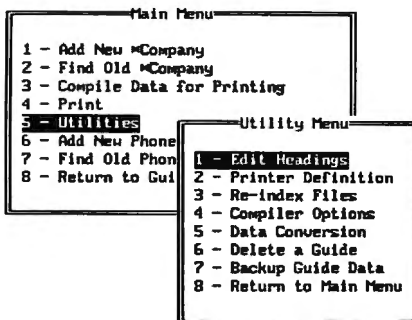 Main Menu
1 - Add New *Company
2 - Find Old *Company
3 - Compile Data for Printing
4 - Print
5 - Utilities
6 - Add New Phone
7 - Find Old Phon
8 - Return to Gui
Utility Menu
1 - Edit Headings
2 - Printer Definition
3 - Re-index Files
4 - Compiler Options
5 - Data Conversion
6 - Delete a Guide
7 - Backup Guide Data
8 - Return to Main Menu